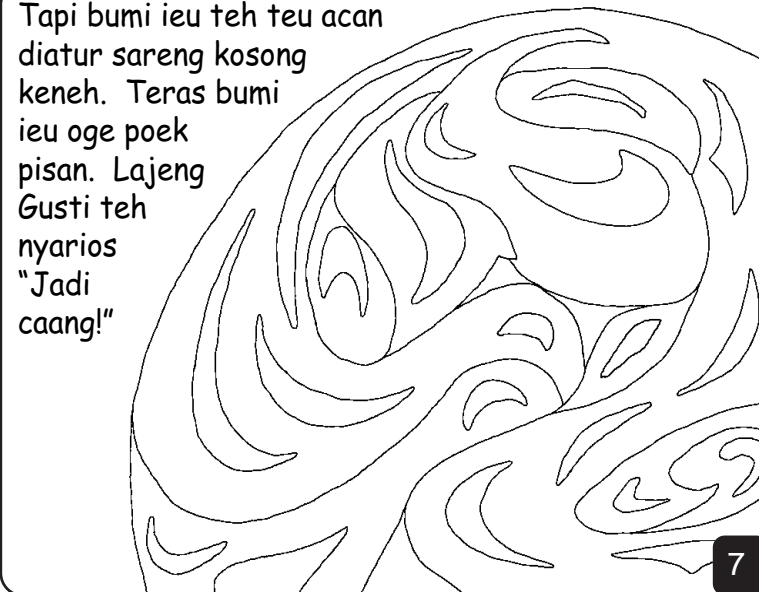 Tapi bumi ieu teh teu acan
diatur sareng kosong
keneh.  Teras bumi
ieu oge poek
pisan.  Lajeng
Gusti teh
nyarios
“Jadi
caang!”
7